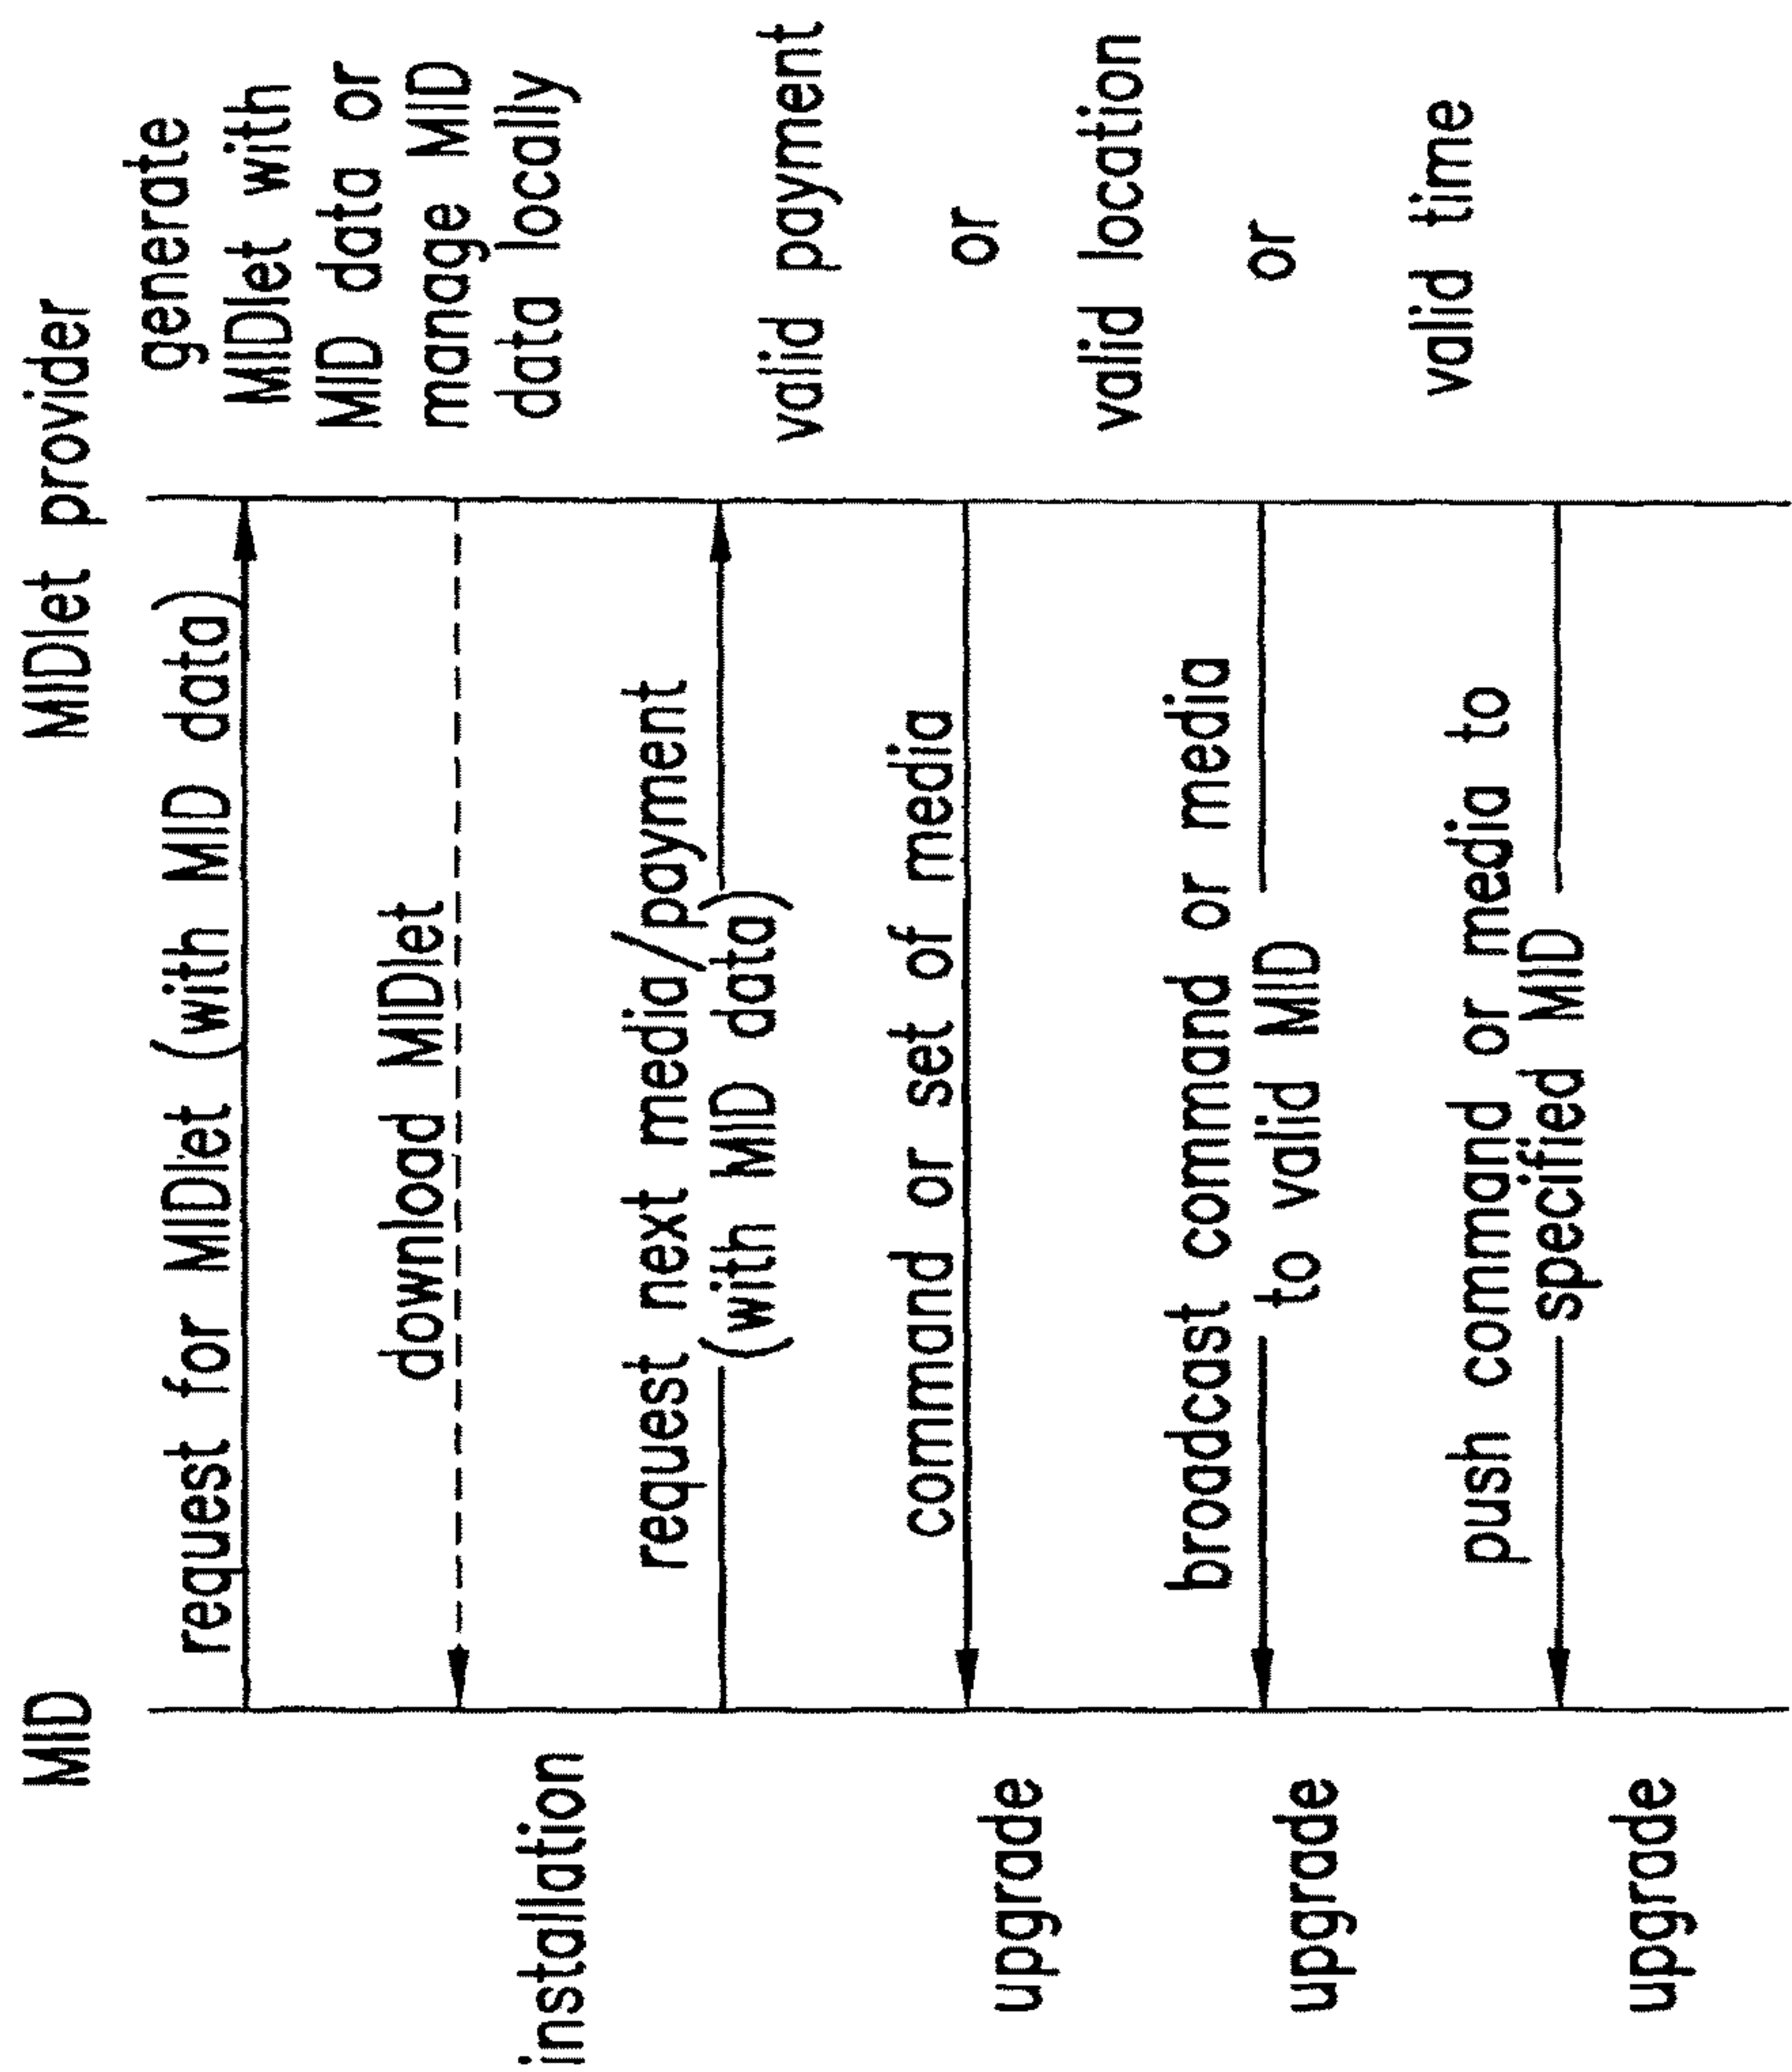 MID
MIDlet provider
request for MIDlet (with MID data)
generate
MIDlet with
MID data or
manage MID
data locally
download MIDlet
installation
request next media/payment
(with MID data)
valid payment
command or set of media
or
upgrade
valid location
broadcast command or media
to valid MID
or
upgrade
valid time
push command or media to
specified MID
upgrade